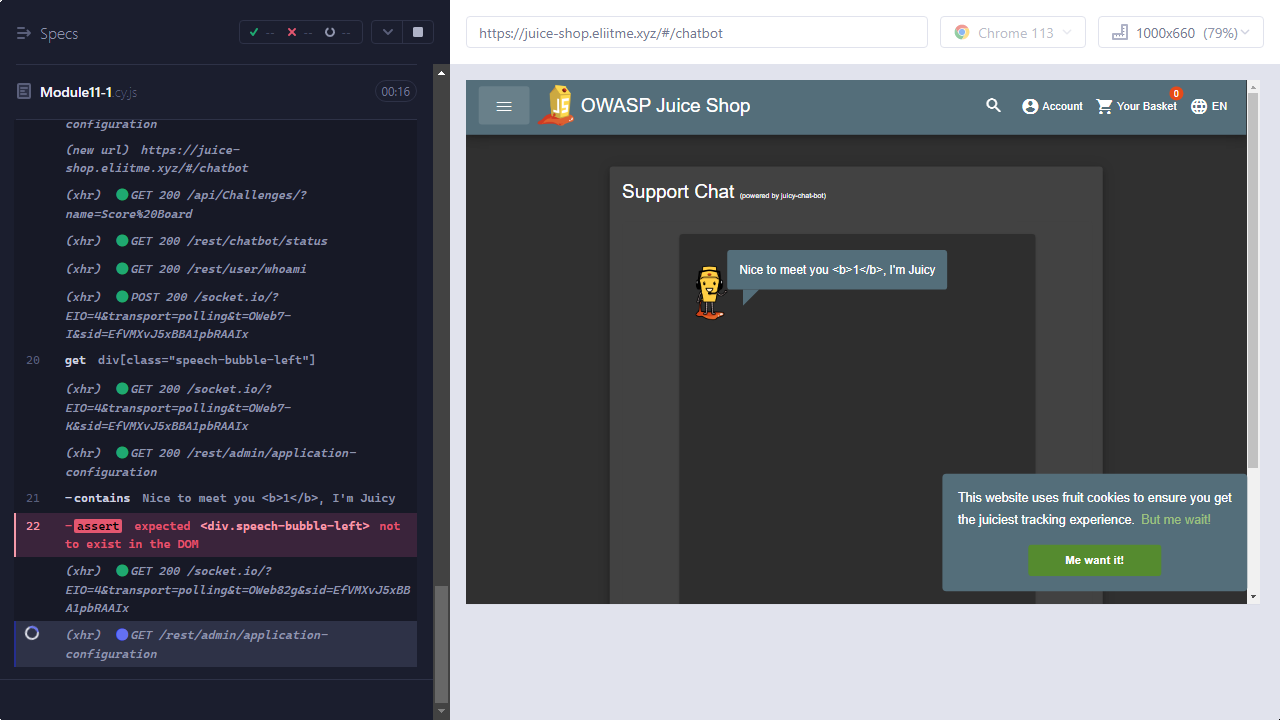 Specs
--
--
--
Module11-1.cy.js
00:16
configuration
(new url) https://juice-
shop.eliitme.xyz/#/chatbot
(xhr) GET 200 /api/Challenges/?
name=Score%20Board
(xhr) GET 200 /rest/chatbot/status
(xhr) GET 200 /rest/user/whoami
(xhr) POST 200 /socket.io/?
EIO=4&transport=polling&t=OWeb7-
I&sid=EfVMXvJ5xBBA1pbRAAIx
20 get div[class="speech-bubble-left"]
(xhr) GET 200 /socket.io/?
EIO=4&transport=polling&t=OWeb7-
K&sid=EfVMXvJ5xBBA1pbRAAIx
(xhr) GET 200 /rest/admin/application-
configuration
21 -contains Nice to meet you <b>1</b>, I'm Juicy
22 -assert expected <div.speech-bubble-left> not
to exist in the DOM
(xhr) GET 200 /socket.io/?
EIO=4&transport=polling&t=OWeb82g&sid=EfVMXvJ5xBB
A1pbRAAIx
(xhr) GET /rest/admin/application-
configuration
https://juice-shop.eliitme.xyz/#/chatbot
Chrome 113
1000x660 (79%)
JS
OWASP Juice Shop
Account
Your Basket
0
EN
Support Chat (powered by juicy-chat-bot)
Nice to meet you <b>1</b>, I'm Juicy
This website uses fruit cookies to ensure you get
the juiciest tracking experience. But me wait!
Me want it!